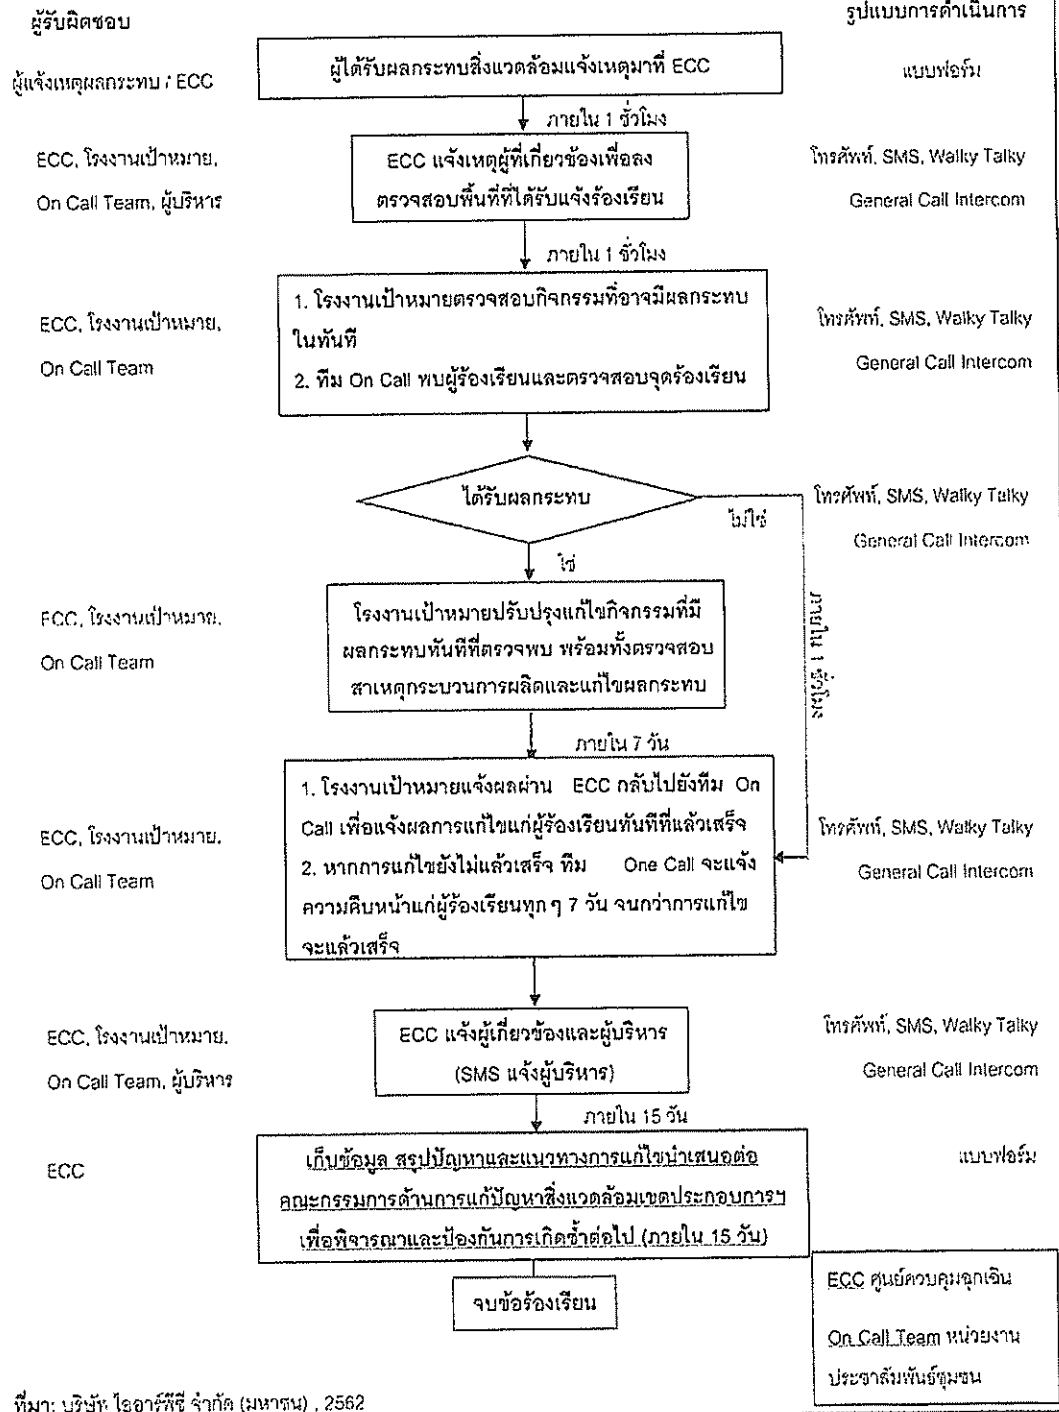 ผู้รับผิดชอบ
รูปแบบการดำเนินการ
ผู้แจ้งเหตุผลกระทบ / ECC
ผู้ได้รับผลกระทบสิ่งแวดล้อมแจ้งเหตุมาที่ ECC
แบบฟอร์ม
ภายใน 1 ชั่วโมง
ECC, โรงงานเป้าหมาย,
On Call Team, ผู้บริหาร
ECC แจ้งเหตุผู้ที่เกี่ยวข้องเพื่อลง
ตรวจสอบพื้นที่ที่ได้รับแจ้งร้องเรียน
โทรศัพท์, SMS, Walky Talky
General Call Intercom
ภายใน 1 ชั่วโมง
ECC, โรงงานเป้าหมาย,
On Call Team
1. โรงงานเป้าหมายตรวจสอบกิจกรรมที่อาจมีผลกระทบ
ในทันที
2. ทีม On Call พบผู้ร้องเรียนและตรวจสอบจุดร้องเรียน
โทรศัพท์, SMS, Walky Talky
General Call Intercom
ได้รับผลกระทบ
ไม่ใช่
โทรศัพท์, SMS, Walky Talky
General Call Intercom
ใช่
ภายใน 1 ชั่วโมง
ECC, โรงงานเป้าหมาย,
On Call Team
โรงงานเป้าหมายปรับปรุงแก้ไขกิจกรรมที่มี
ผลกระทบทันทีที่ตรวจพบ พร้อมทั้งตรวจสอบ
สาเหตุกระบวนการผลิตและแก้ไขผลกระทบ
ภายใน 7 วัน
ECC, โรงงานเป้าหมาย,
On Call Team
1. โรงงานเป้าหมายแจ้งผลผ่าน ECC กลับไปยังทีม On
Call เพื่อแจ้งผลการแก้ไขแก่ผู้ร้องเรียนทันทีที่แล้วเสร็จ
2. หากการแก้ไขยังไม่แล้วเสร็จ ทีม One Call จะแจ้ง
ความคืบหน้าแก่ผู้ร้องเรียนทุกๆ 7 วัน จนกว่าการแก้ไข
จะแล้วเสร็จ
โทรศัพท์, SMS, Walky Talky
General Call Intercom
ECC, โรงงานเป้าหมาย,
On Call Team, ผู้บริหาร
ECC แจ้งผู้เกี่ยวข้องและผู้บริหาร
(SMS แจ้งผู้บริหาร)
โทรศัพท์, SMS, Walky Talky
General Call Intercom
ภายใน 15 วัน
ECC
เก็บข้อมูล สรุปปัญหาและแนวทางการแก้ไขนำเสนอต่อ
คณะกรรมการด้านการแก้ปัญหาสิ่งแวดล้อมเขตประกอบการฯ
เพื่อพิจารณาและป้องกันการเกิดซ้ำต่อไป (ภายใน 15 วัน)
แบบฟอร์ม
จบข้อร้องเรียน
ECC ศูนย์ควบคุมฉุกเฉิน
On Call Team หน่วยงาน
ประชาสัมพันธ์ชุมชน
ที่มา: บริษัท ไออาร์พีซี จำกัด (มหาชน) , 2562